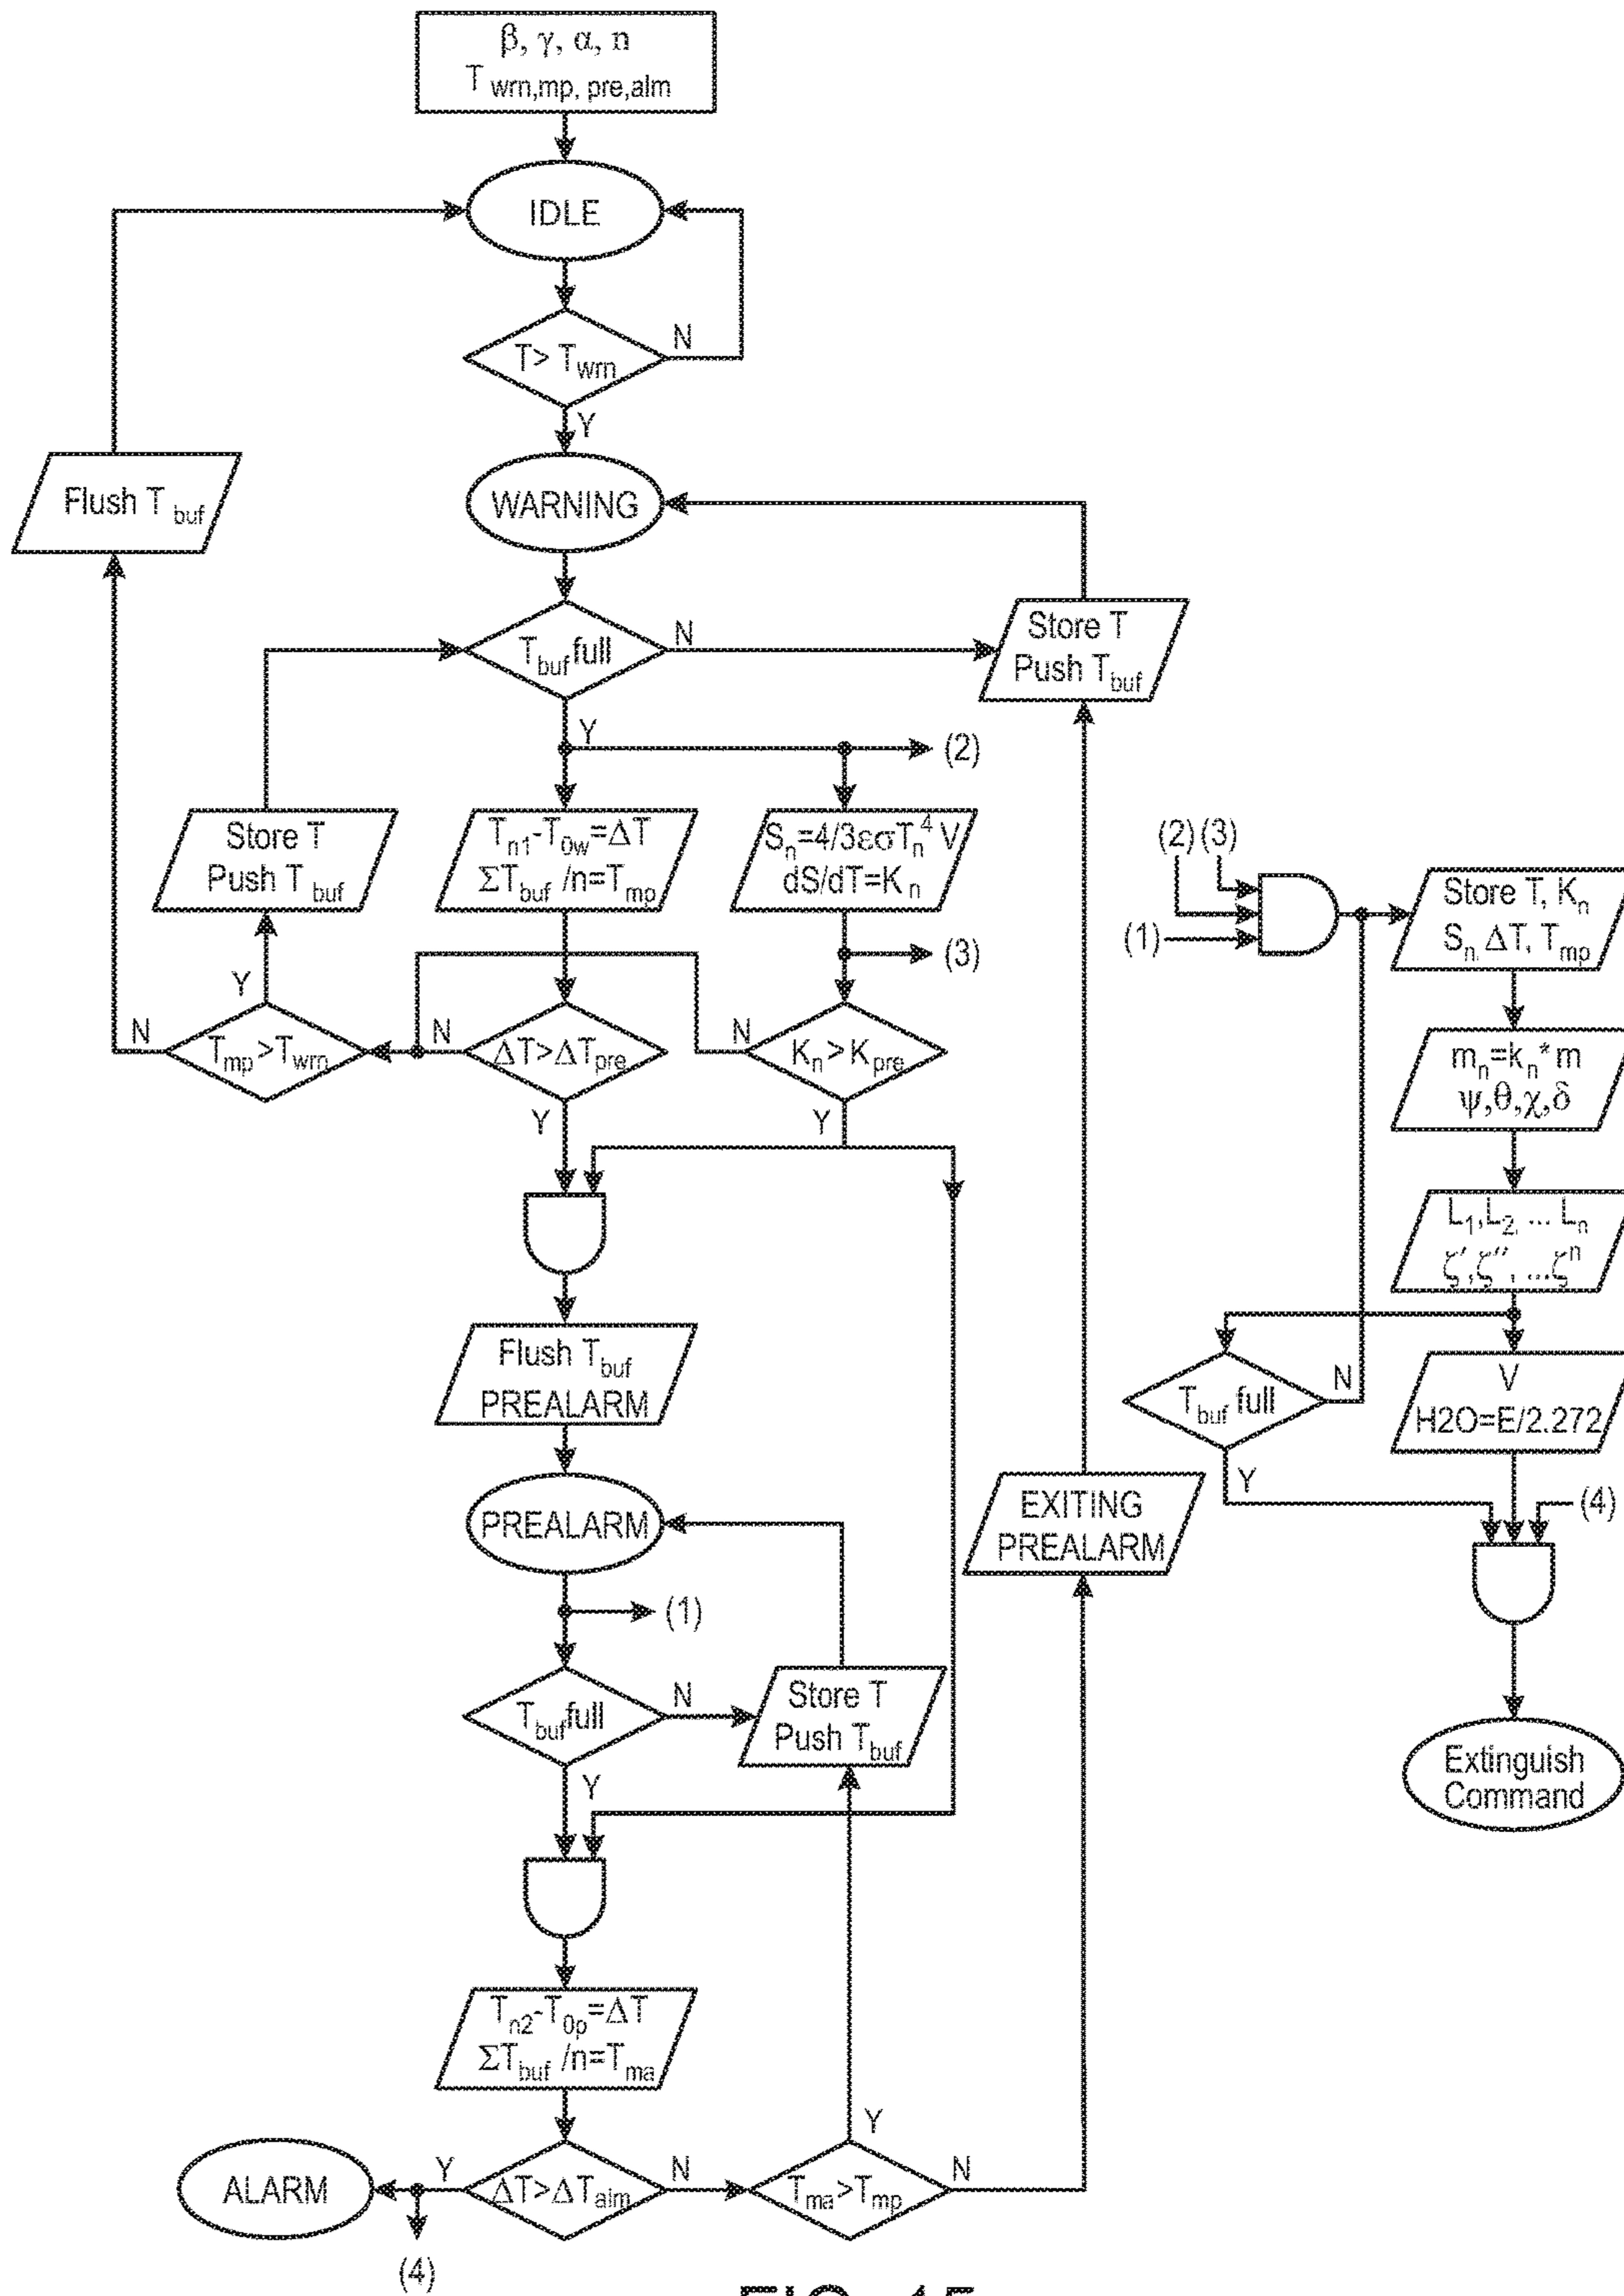 β, γ, α, n
T wrn,mp, pre,alm
IDLE
T> Twrn
N
Y
Flush T buf
WARNING
Tbuf full
N
Store T
Push Tbuf
Y
(2)
Store T
Push T buf
Tn1-T0w=ΔT
ΣTbuf /n=Tmp
Sn=4/3εσTn4 V
dS/dT=Kn
(2) (3)
(1)
Store T, Kn
Sn, ΔT, Tmp
(3)
Y
N
Tmp>Twrn
N
ΔT>ΔTpre
N
Kn>Kpre
mn=kn*m
ψ,θ,χ,δ
Y
Y
L1,L2, ... Ln
ζ′,ζ″, ...ζn
Flush Tbuf
PREALARM
Tbuf full
N
V
H2O=E/2.272
Y
(4)
PREALARM
EXITING
PREALARM
(1)
Tbuf full
N
Store T
Push Tbuf
Y
Extinguish
Command
Tn2-T0p=ΔT
ΣTbuf /n=Tma
Y
ALARM
Y
ΔT>ΔTalm
N
Tma>Tmp
N
(4)
FIG. 15